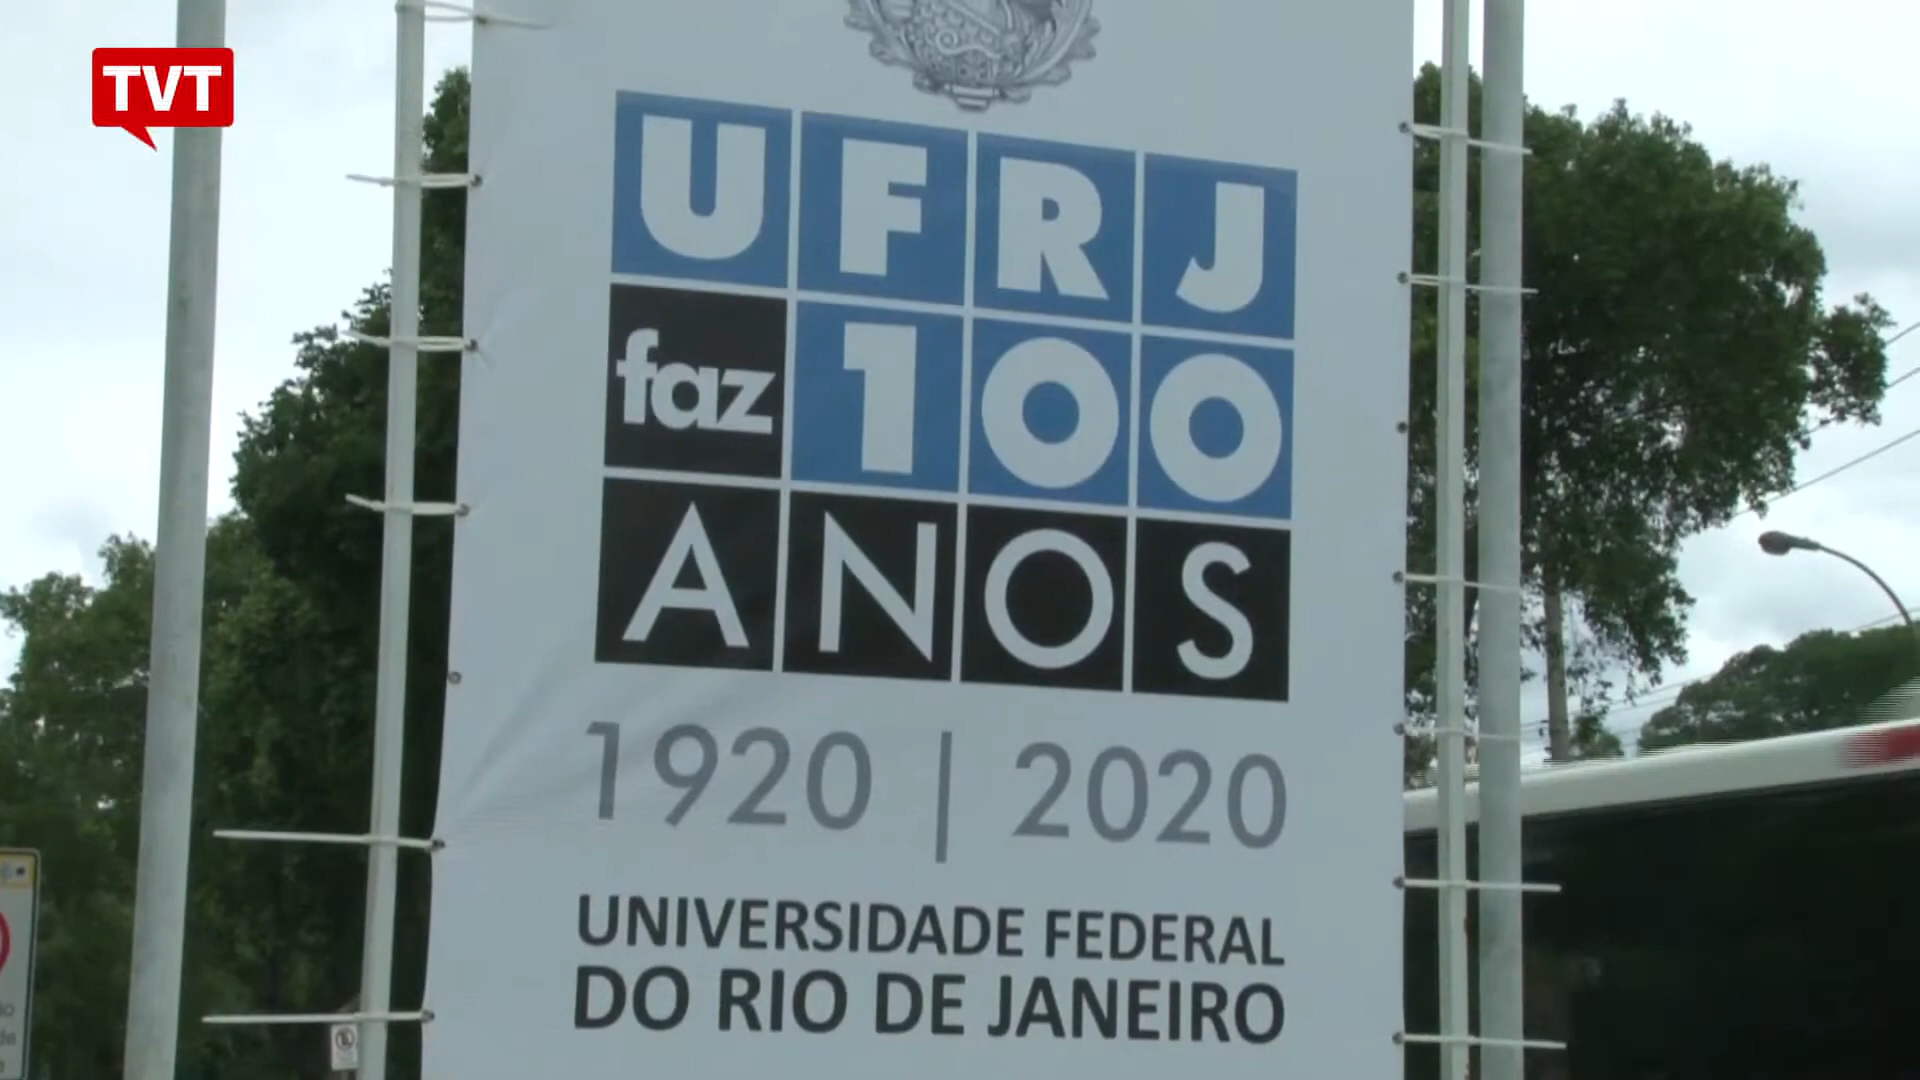 TVT
UFRJ
faz 100
ANOS
1920 | 2020
UNIVERSIDADE FEDERAL
DO RIO DE JANEIRO